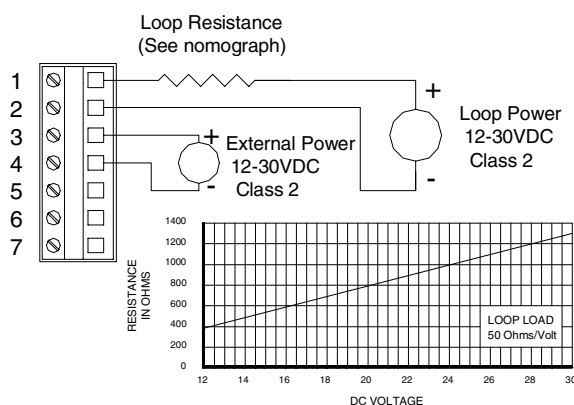 Loop Resistance
(See nomograph)
1
2
3
4
5
6
7
+
-
External Power
12-30VDC
Class 2
+
-
Loop Power
12-30VDC
Class 2
RESISTANCE
IN OHMS
1400
1200
1000
800
600
400
200
0
LOOP LOAD
50 Ohms/Volt
12 14 16 18 20 22 24 26 28 30
DC VOLTAGE